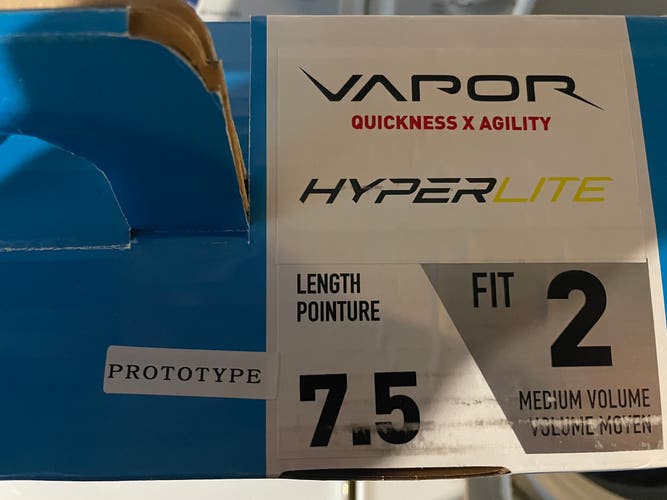 VAPOR
QUICKNESS X AGILITY
HYPERLITE
LENGTH
POINTURE
7.5
FIT 2
MEDIUM VOLUME
VOLUME MOYEN
PROTOTYPE